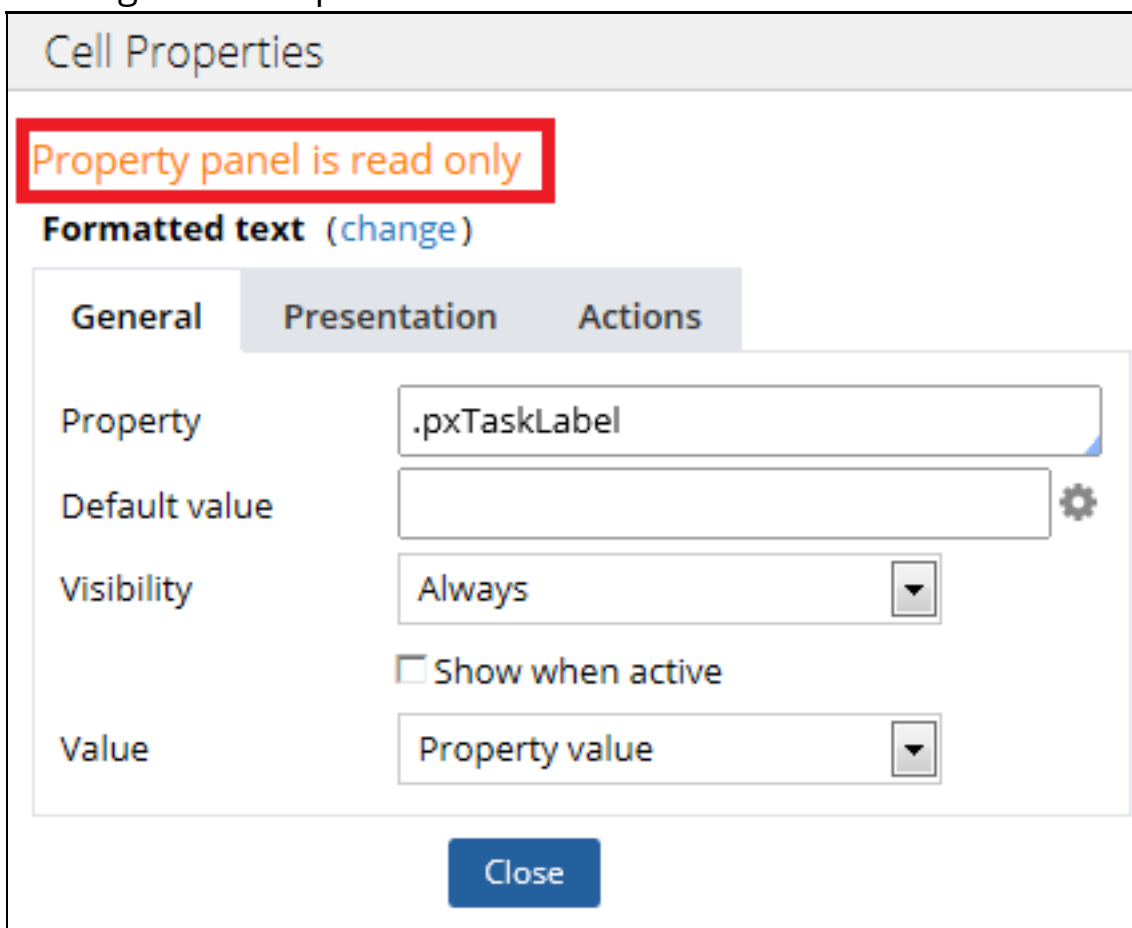 Cell Properties
Property panel is read only
Formatted text (change)
General Presentation Actions
Property .pxTaskLabel
Default value
Visibility Always
Show when active
Value Property value
Close